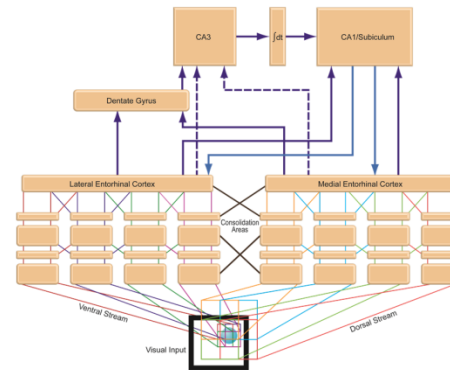 CA3
∫dt
CA1/Subiculum
Dentate Gyrus
Lateral Entorhinal Cortex
Medial Entorhinal Cortex
Consolidation
Areas
Ventral Stream
Dorsal Stream
Visual Input